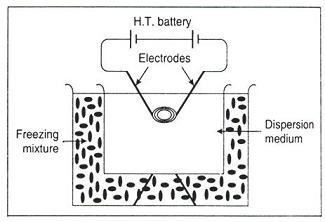 H.T. battery
Electrodes
Freezing
mixture
Dispersion
medium